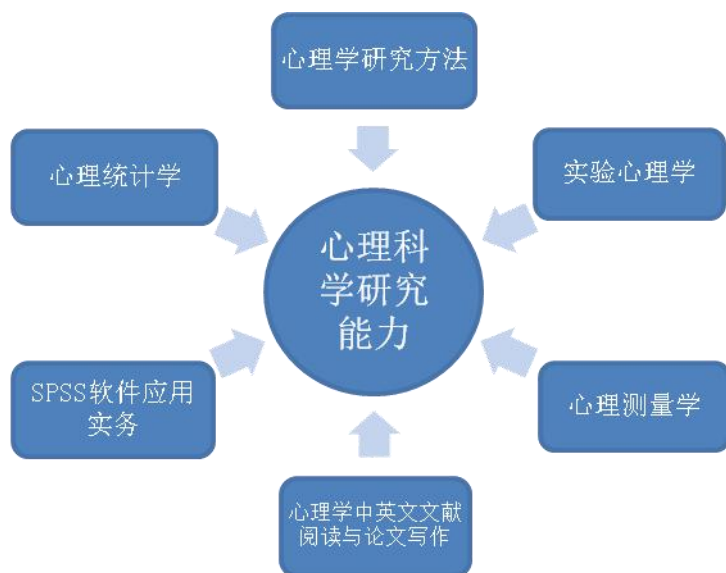 心理学研究方法
心理统计学
实验心理学
心理科
学研究
能力
SPSS软件应用
实务
心理测量学
心理学中英文文献
阅读与论文写作